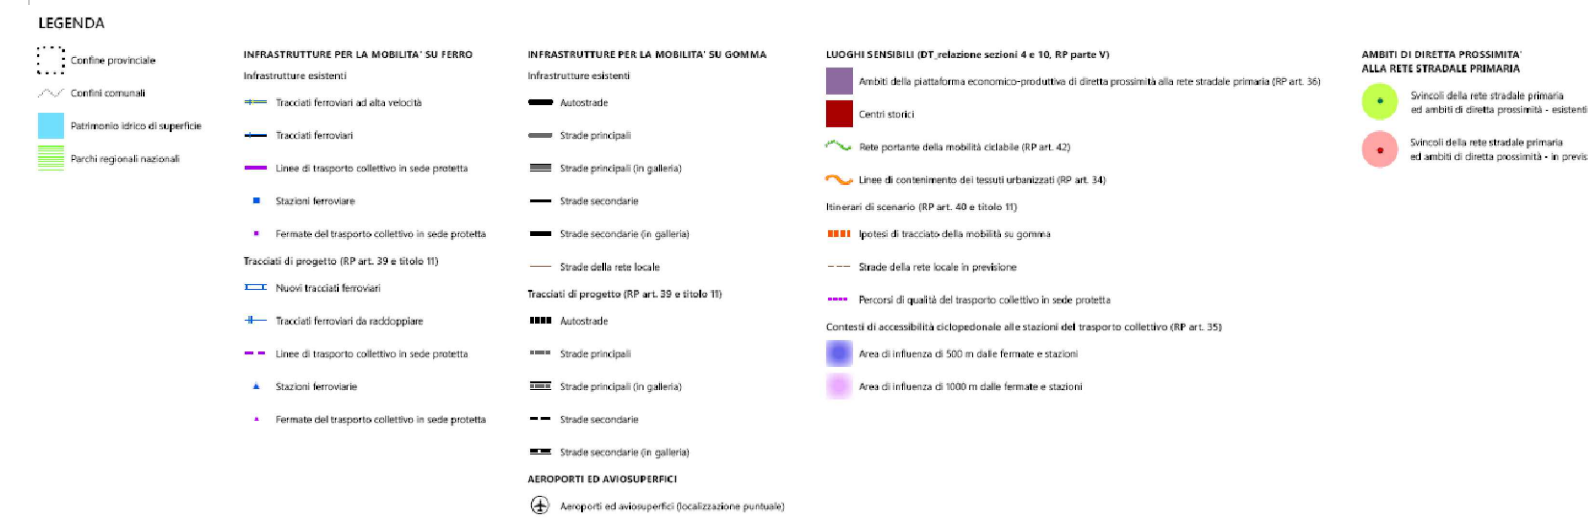 LEGENDA
Confine provinciale
Confini comunali
Patrimonio idrico di superficie
Parchi regionali nazionali
INFRASTRUTTURE PER LA MOBILITA' SU FERRO
Infrastrutture esistenti
Tracciati ferroviari ad alta velocità
Tracciati ferroviari
Linee di trasporto collettivo in sede protetta
Stazioni ferroviare
Fermate del trasporto collettivo in sede protetta
Tracciati di progetto (RP art. 39 e titolo 11)
Nuovi tracciati ferroviari
Tracciati ferroviari da raddoppiare
Linee di trasporto collettivo in sede protetta
Stazioni ferroviarie
Fermate del trasporto collettivo in sede protetta
INFRASTRUTTURE PER LA MOBILITA' SU GOMMA
Infrastrutture esistenti
Autostrade
Strade principali
Strade principali (in galleria)
Strade secondarie
Strade secondarie (in galleria)
Strade della rete locale
Tracciati di progetto (RP art. 39 e titolo 11)
Autostrade
Strade principali
Strade principali (in galleria)
Strade secondarie
Strade secondarie (in galleria)
AEROPORTI ED AVIOSUPERFICI
Aeroporti ed aviosuperfici (localizzazione puntuale)
LUOGHI SENSIBILI (DT_relazione sezioni 4 e 10, RP parte V)
Ambiti della piattaforma economico-produttiva di diretta prossimità alla rete stradale primaria (RP art. 36)
Centri storici
Rete portante della mobilità ciclabile (RP art. 42)
Linee di contenimento dei tessuti urbanizzati (RP art. 34)
Itinerari di scenario (RP art. 40 e titolo 11)
Ipotesi di tracciato della mobilità su gomma
Strade della rete locale in previsione
Percorsi di qualità del trasporto collettivo in sede protetta
Contesti di accessibilità ciclopedonale alle stazioni del trasporto collettivo (RP art. 35)
Area di influenza di 500 m dalle fermate e stazioni
Area di influenza di 1000 m dalle fermate e stazioni
AMBITI DI DIRETTA PROSSIMITA'
ALLA RETE STRADALE PRIMARIA
Svincoli della rete stradale primaria
ed ambiti di diretta prossimità - esistenti
Svincoli della rete stradale primaria
ed ambiti di diretta prossimità - in previs